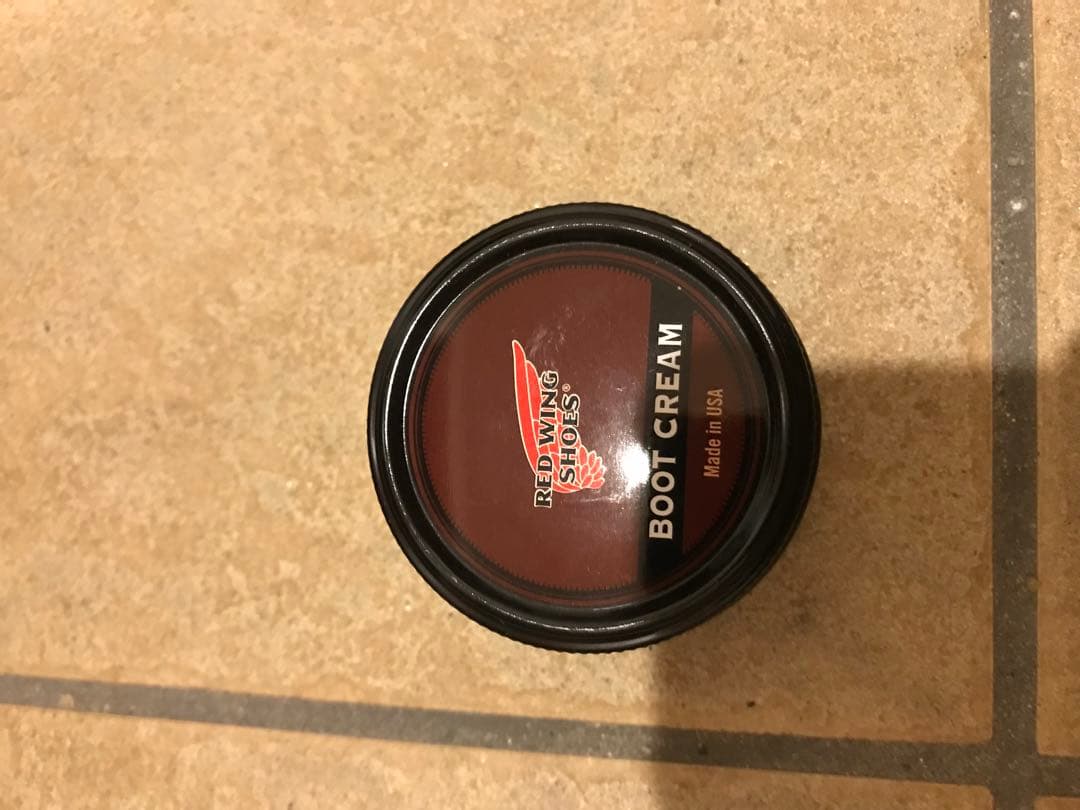 RED WING
SHOES®
BOOT CREAM
Made in USA